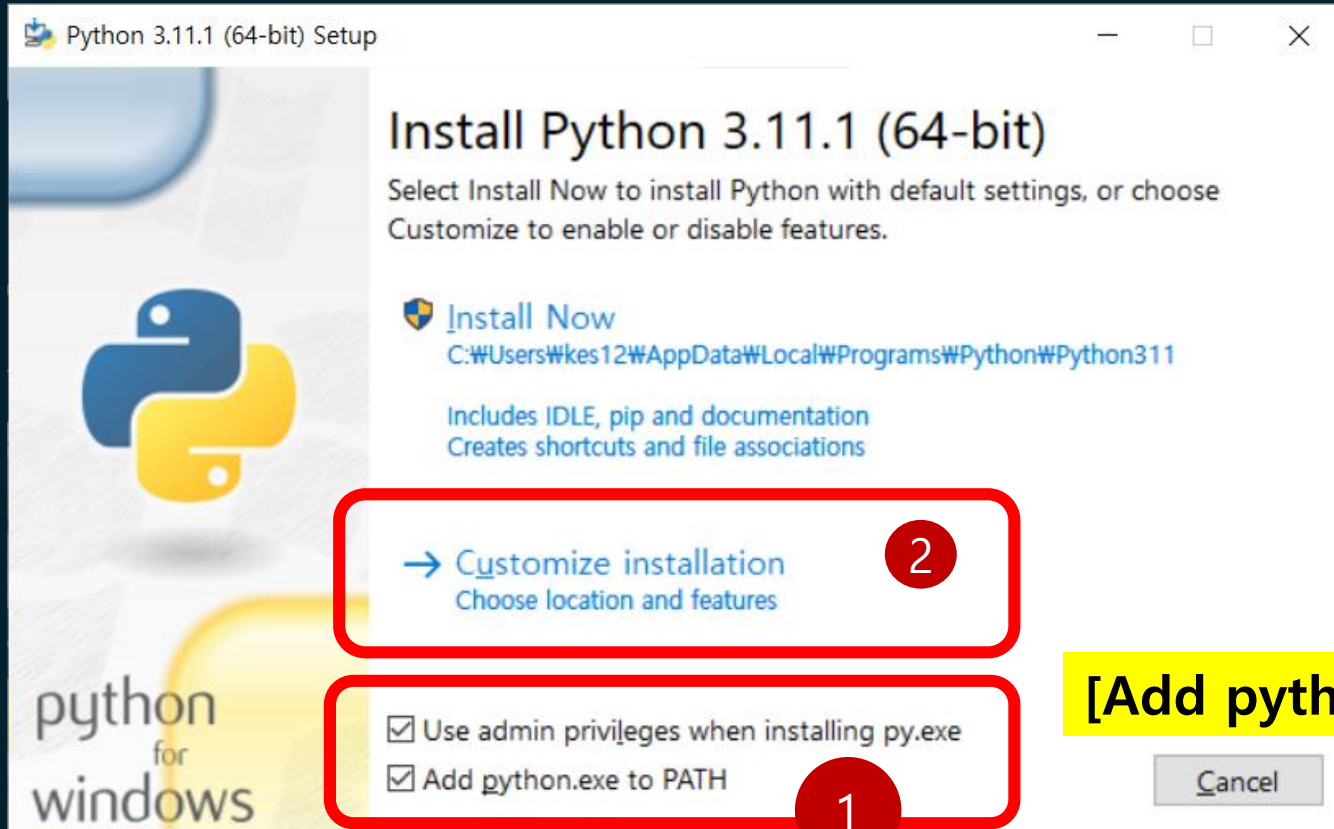 Python 3.11.1 (64-bit) Setup
Install Python 3.11.1 (64-bit)
Select Install Now to install Python with default settings, or choose
Customize to enable or disable features.
Install Now
C:₩Users₩kes12₩AppData₩Local₩Programs₩Python₩Python311
Includes IDLE, pip and documentation
Creates shortcuts and file associations
→ Customize installation
2
Choose location and features
[Add pyth
Use admin privileges when installing py.exe
Add python.exe to PATH
1
Cancel
python
for
windows